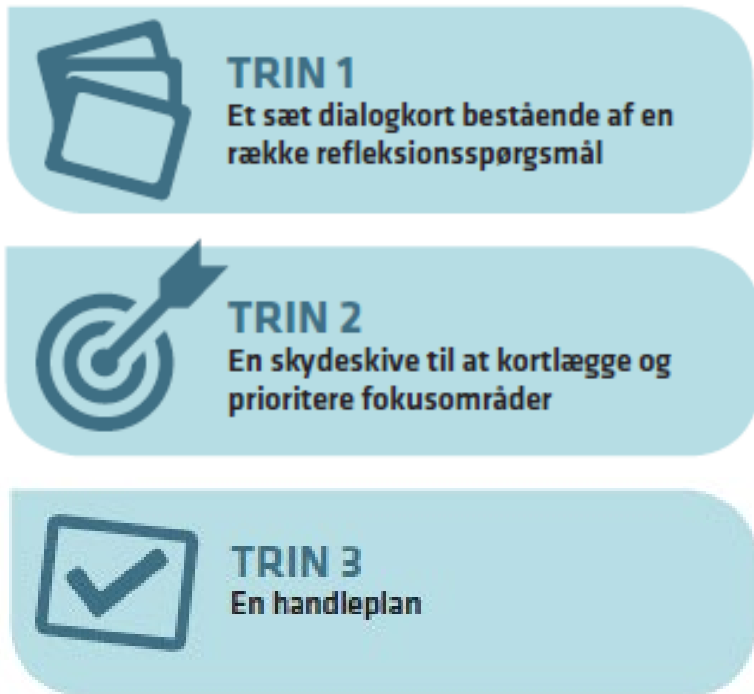 TRIN 1
Et sæt dialogkort bestående af en
række refleksionsspørgsmål
TRIN 2
En skydeskive til at kortlægge og
prioritere fokusområder
TRIN 3
En handleplan